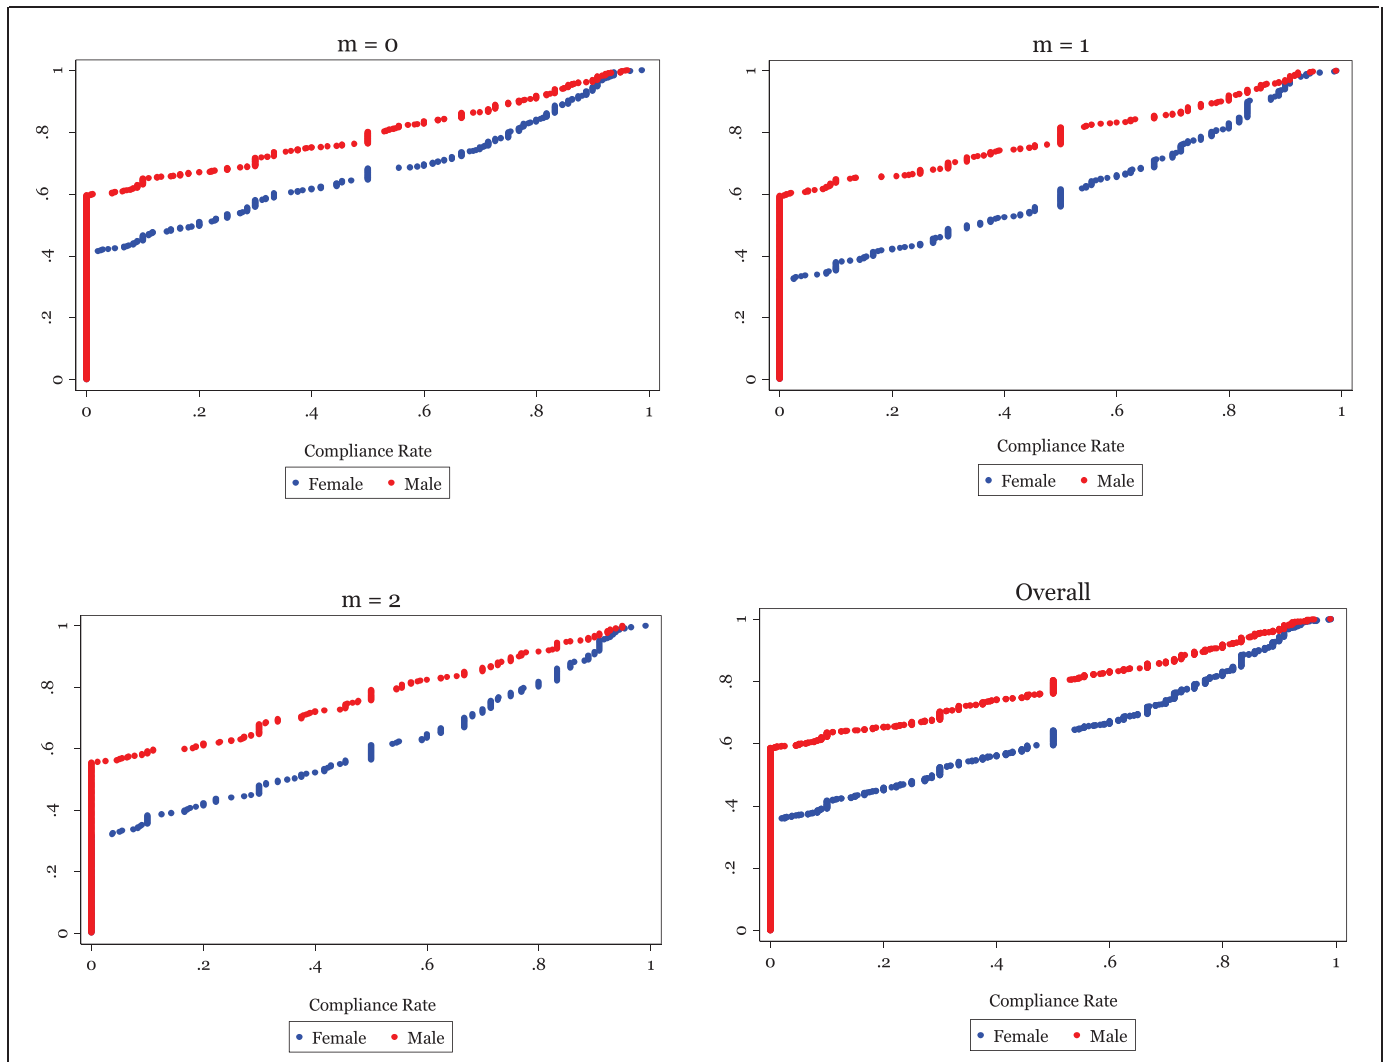 m = 0
1
.8
.6
.4
.2
0
0 .2 .4 .6 .8 1
Compliance Rate
Female Male
m = 1
1
.8
.6
.4
.2
0
0 .2 .4 .6 .8 1
Compliance Rate
Female Male
m = 2
1
.8
.6
.4
.2
0
0 .2 .4 .6 .8 1
Compliance Rate
Female Male
Overall
1
.8
.6
.4
.2
0
0 .2 .4 .6 .8 1
Compliance Rate
Female Male